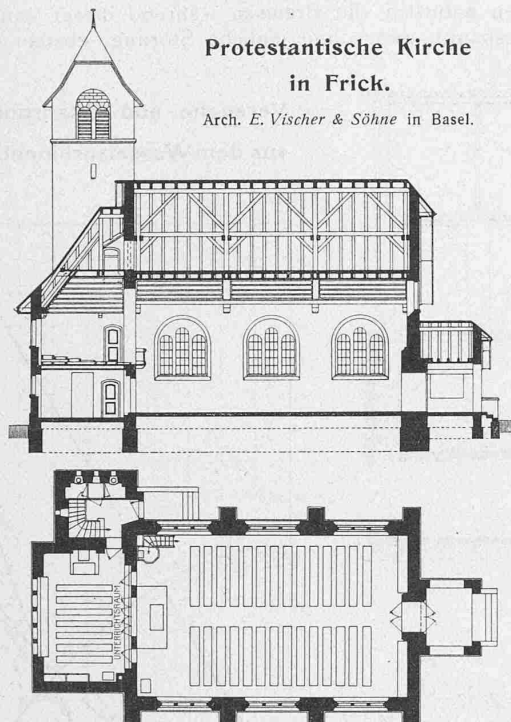 Protestantische Kirche
in Frick.
Arch. E. Vischer & Söhne in Basel.
UNTERRICHTSRAUM